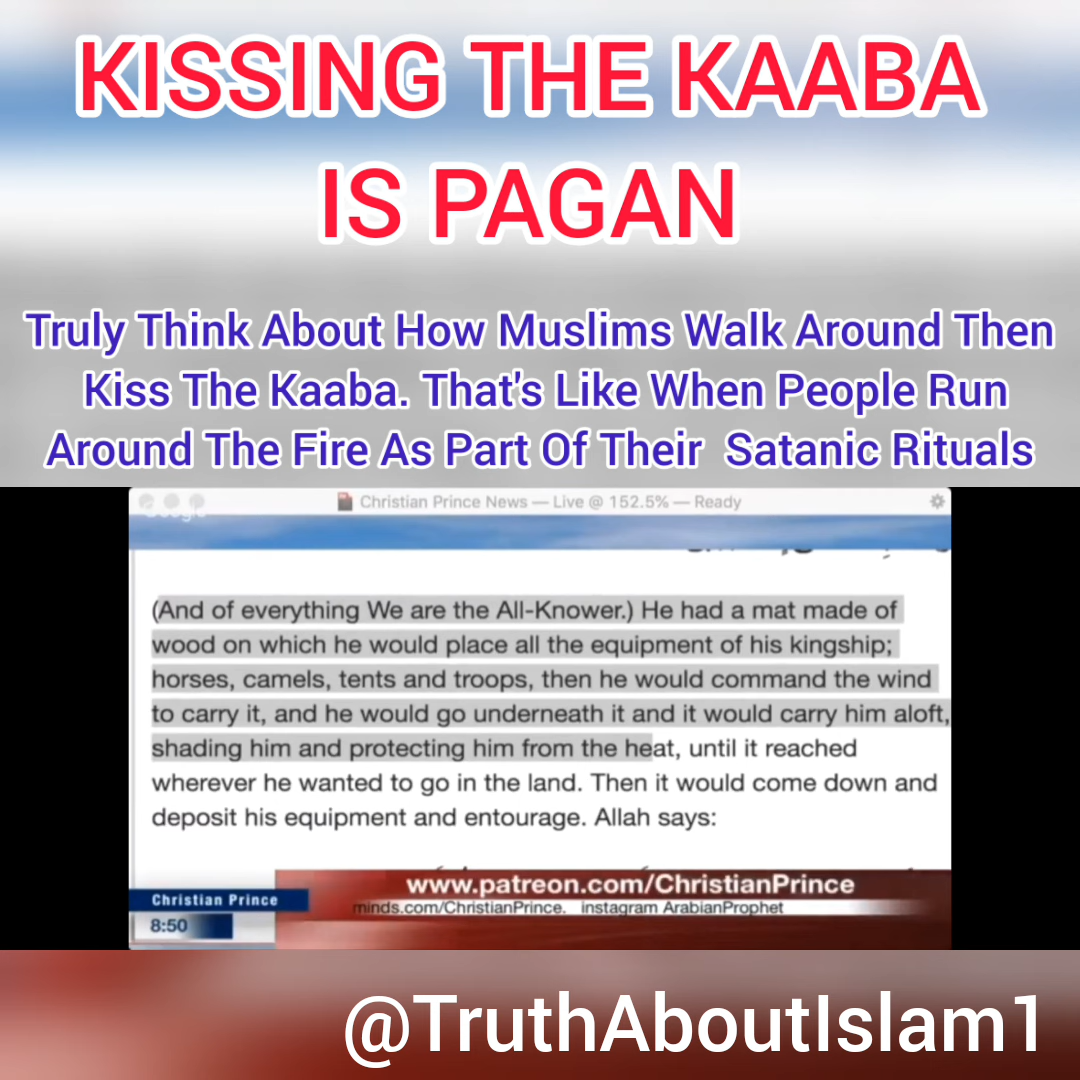 KISSING THE KAABA
IS PAGAN
Truly Think About How Muslims Walk Around Then
Kiss The Kaaba. That's Like When People Run
Around The Fire As Part Of Their Satanic Rituals
Christian Prince News — Live @ 152.5% — Ready
(And of everything We are the All-Knower.) He had a mat made of
wood on which he would place all the equipment of his kingship;
horses, camels, tents and troops, then he would command the wind
to carry it, and he would go underneath it and it would carry him aloft,
shading him and protecting him from the heat, until it reached
wherever he wanted to go in the land. Then it would come down and
deposit his equipment and entourage. Allah says:
www.patreon.com/ChristianPrince
Christian Prince
minds.com/ChristianPrince. instagram ArabianProphet
8:50
@TruthAboutIslam1